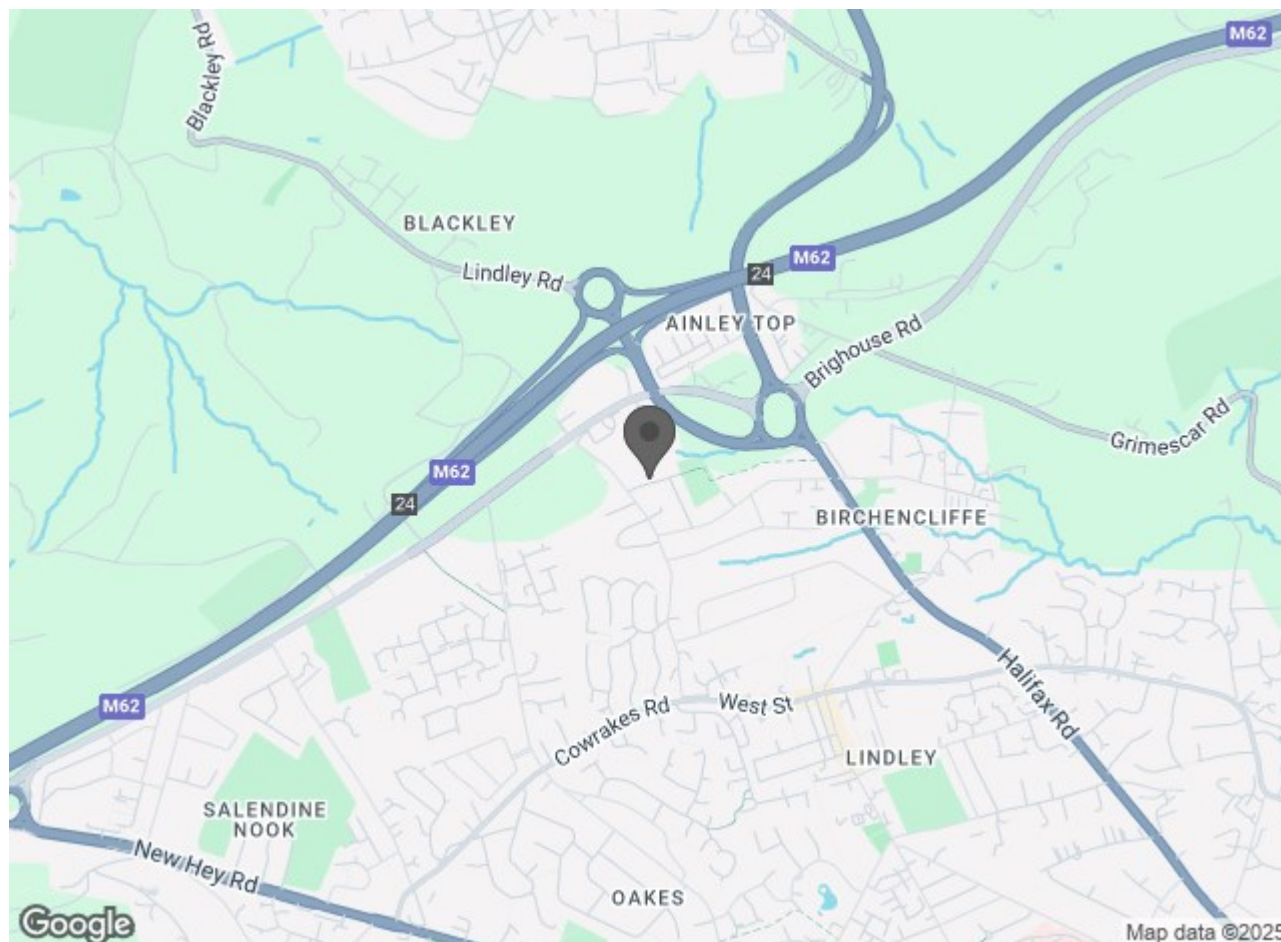 Blackley Rd
M62
BLACKLEY
Lindley Rd
M62
24
AINLEY TOP
Brighouse Rd
Grimescar Rd
M62
24
BIRCHENCLIFFE
Halifax Rd
M62
Cowrakes Rd
West St
LINDLEY
SALENDINE
NOOK
New Hey Rd
OAKES
Google
Map data ©2025